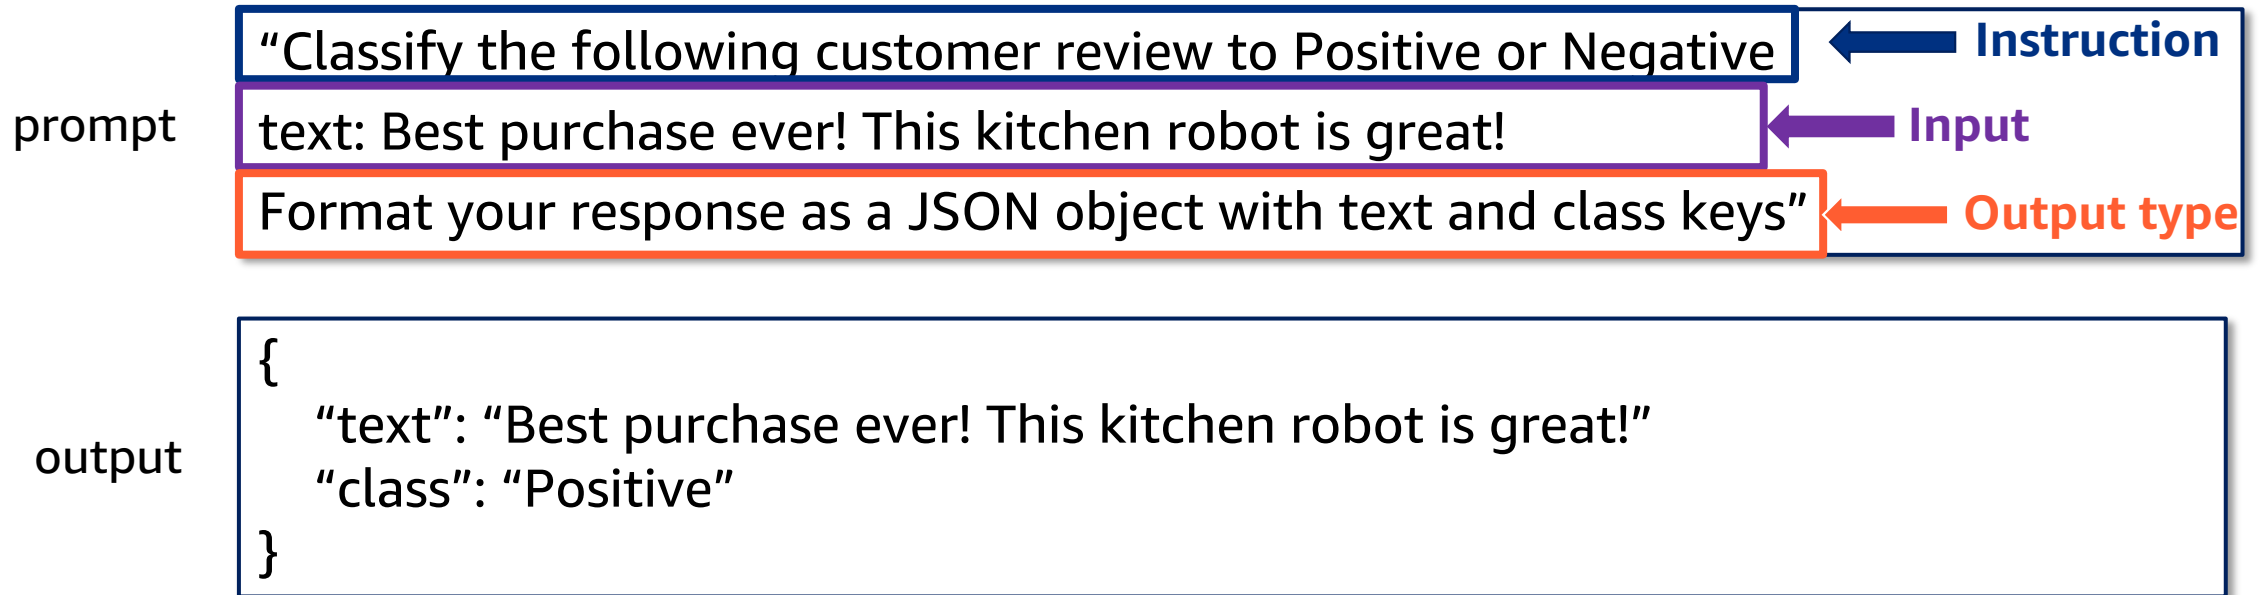 “Classify the following customer review to Positive or Negative
Instruction
prompt
text: Best purchase ever! This kitchen robot is great!
Input
Format your response as a JSON object with text and class keys”
Output type
{
“text”: “Best purchase ever! This kitchen robot is great!”
output
“class”: “Positive”
}